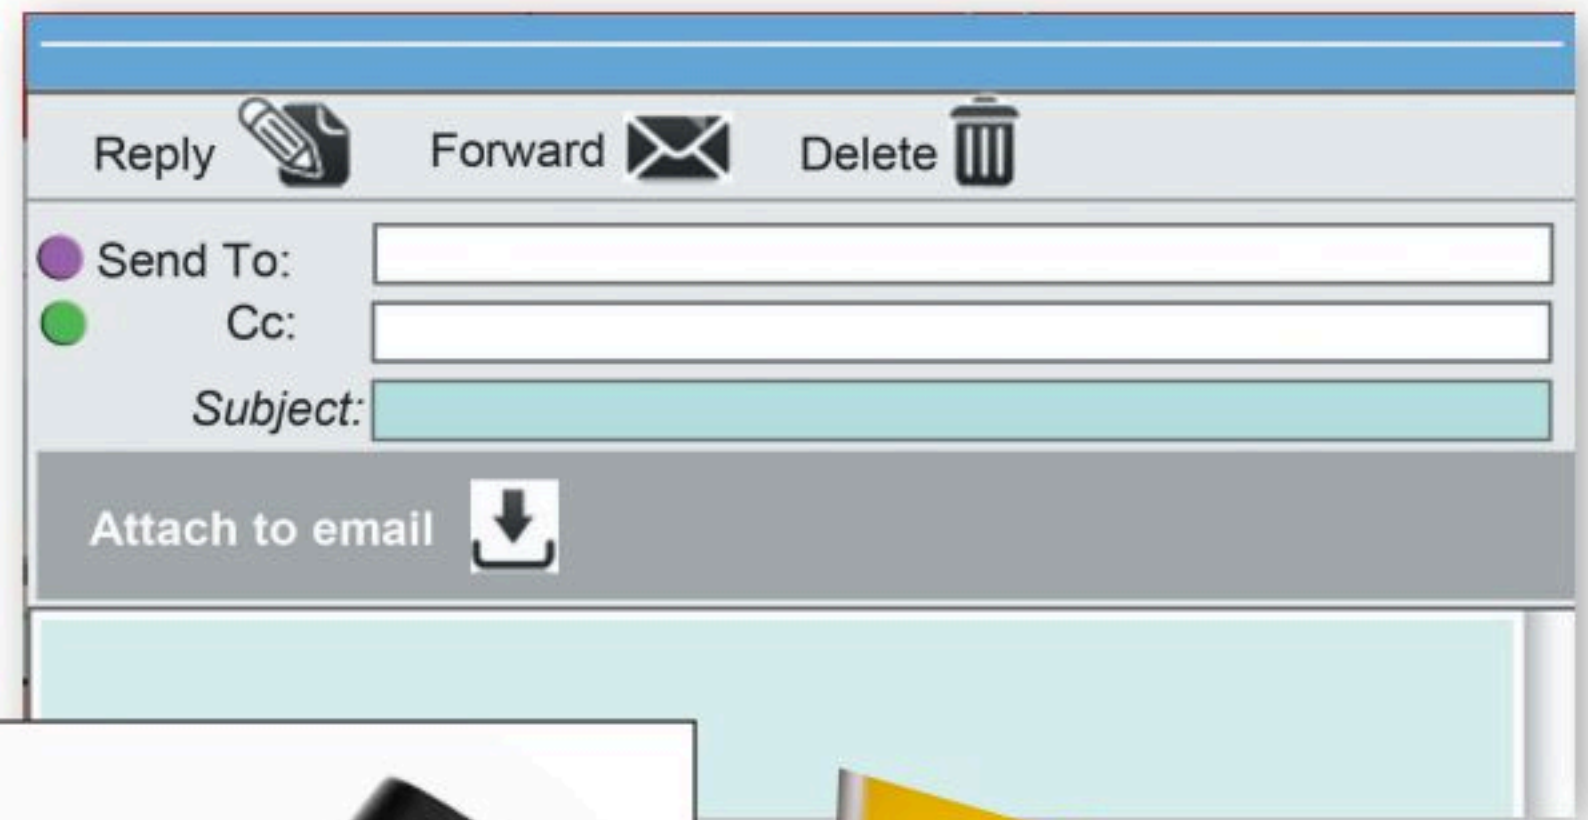 Reply Forward Delete
Send To:
Cc:
Subject:
Attach to email